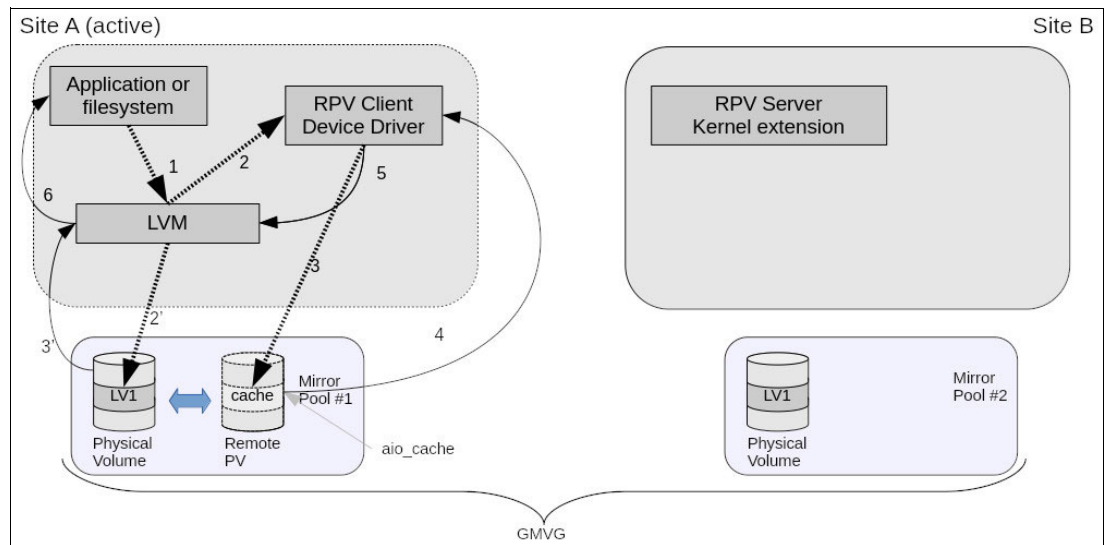 Site A (active)
Site B
Application or
filesystem
RPV Client
Device Driver
RPV Server
Kernel extension
1
2
5
6
LVM
3
2’
3’
4
LV1
cache
Mirror
Pool #1
LV1
Mirror
Pool #2
Physical
Volume
Remote
PV
aio_cache
Physical
Volume
GMVG